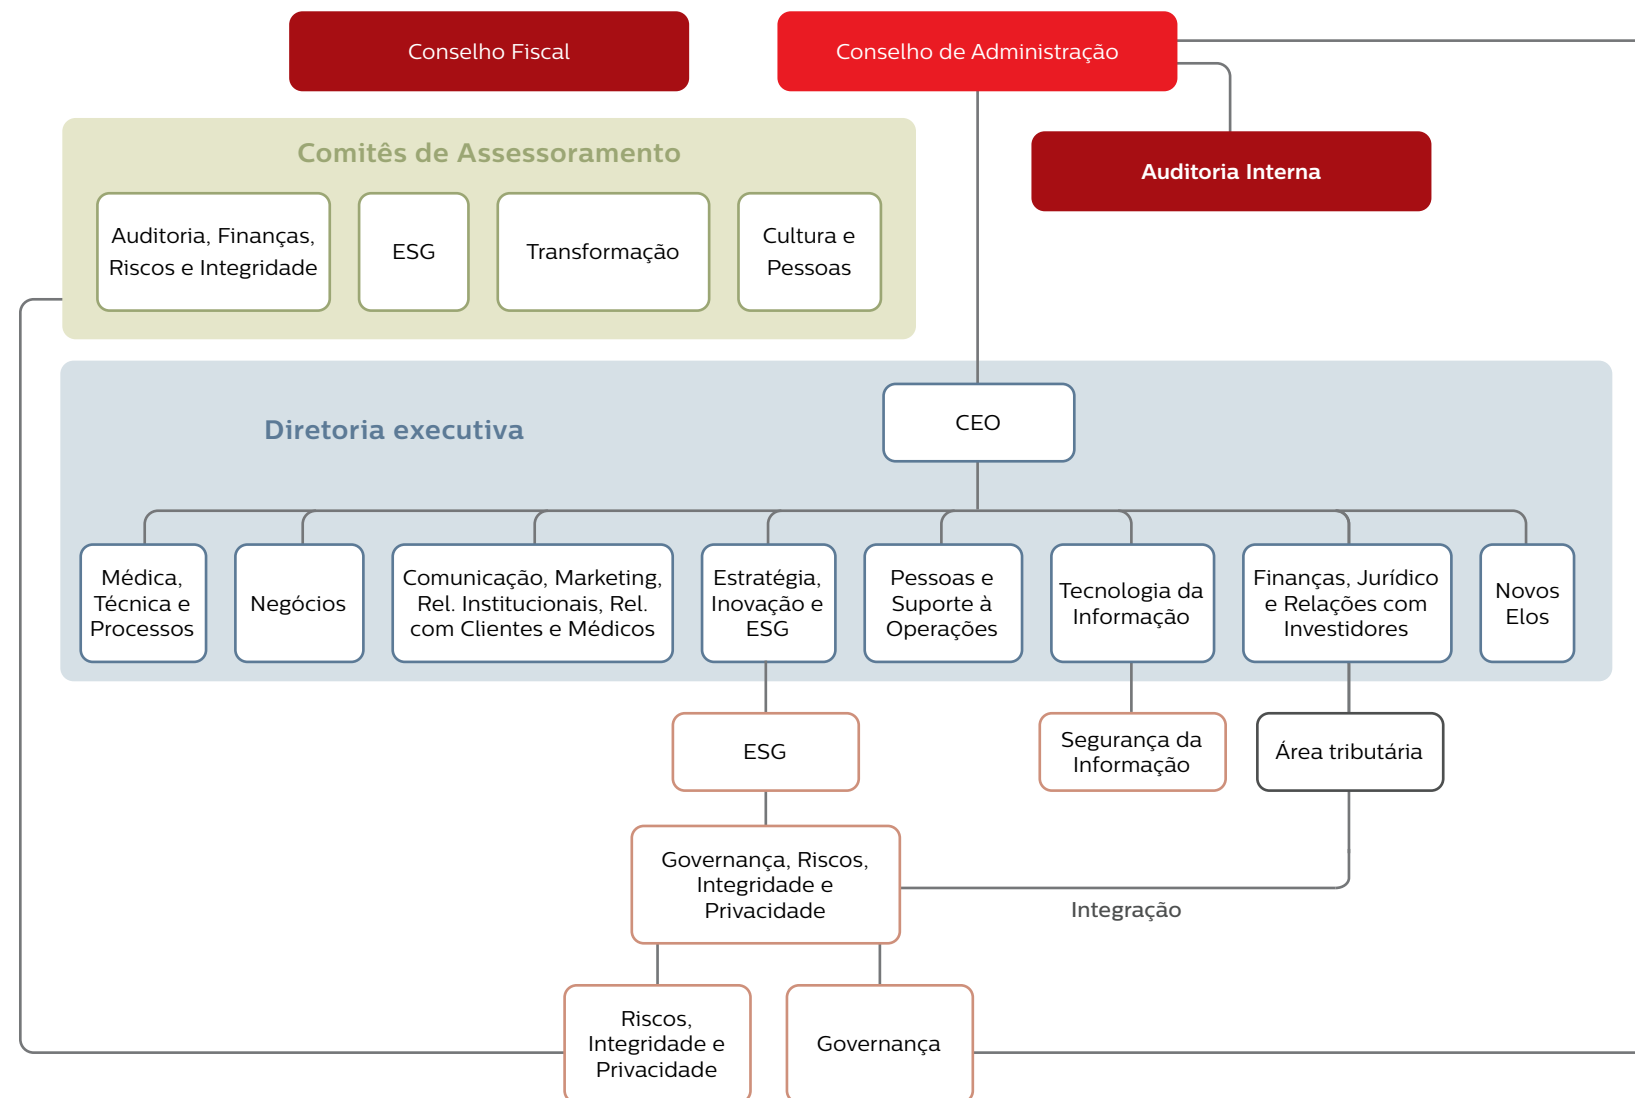 Conselho Fiscal
Conselho de Administração
Comitês de Assessoramento
Auditoria Interna
Auditoria, Finanças,
Riscos e Integridade
ESG
Transformação
Cultura e
Pessoas
Diretoria executiva
CEO
Médica,
Técnica e
Processos
Negócios
Comunicação, Marketing,
Rel. Institucionais, Rel.
com Clientes e Médicos
Estratégia,
Inovação e
ESG
Pessoas e
Suporte à
Operações
Tecnologia da
Informação
Finanças, Jurídico
e Relações com
Investidores
Novos
Elos
ESG
Segurança da
Informação
Área tributária
Governança, Riscos,
Integridade e
Privacidade
Integração
Riscos,
Integridade e
Privacidade
Governança